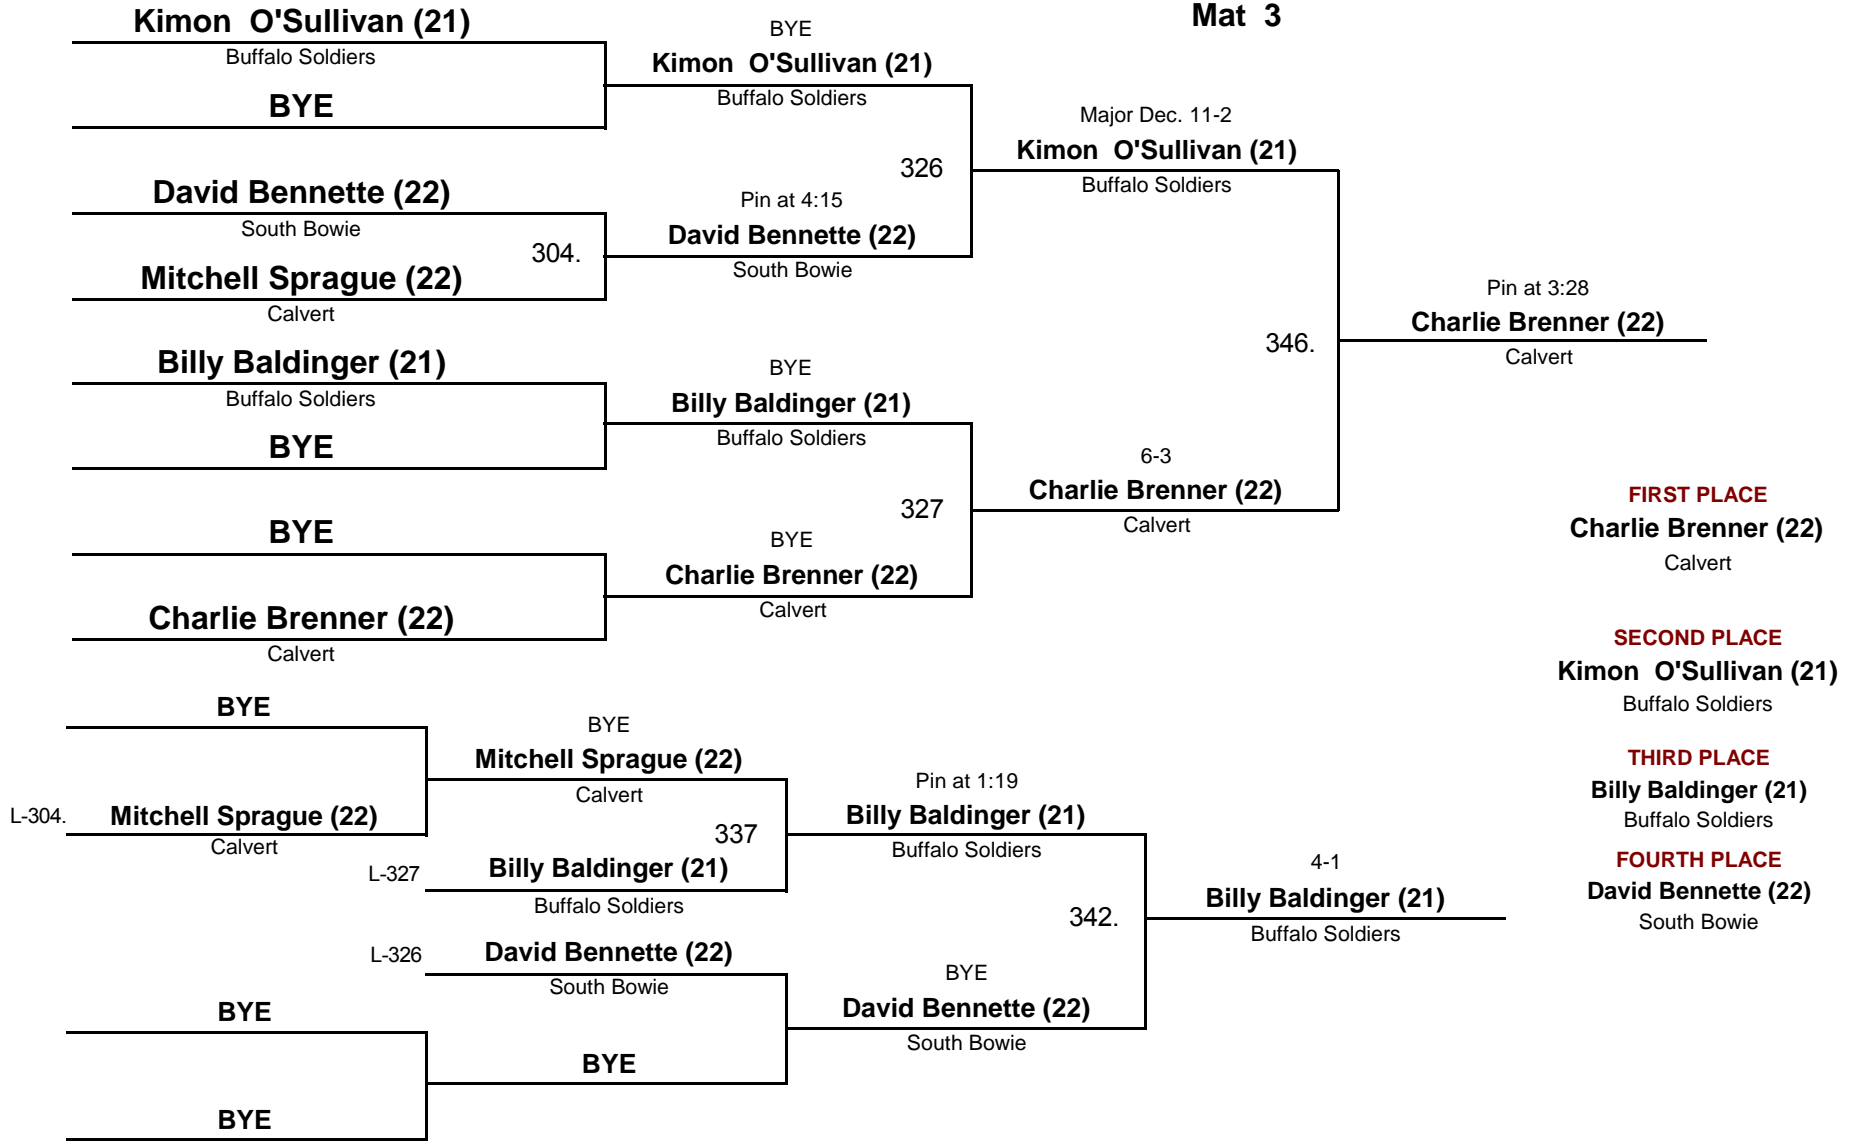 Mat 3
Kimon O'Sullivan (21)
Buffalo Soldiers
BYE
David Bennette (22)
South Bowie
304.
Mitchell Sprague (22)
Calvert
Billy Baldinger (21)
Buffalo Soldiers
BYE
BYE
Charlie Brenner (22)
Calvert
BYE
Kimon O'Sullivan (21)
Buffalo Soldiers
326
Pin at 4:15
David Bennette (22)
South Bowie
BYE
Billy Baldinger (21)
Buffalo Soldiers
327
BYE
Charlie Brenner (22)
Calvert
Major Dec. 11-2
Kimon O'Sullivan (21)
Buffalo Soldiers
346.
6-3
Charlie Brenner (22)
Calvert
Pin at 3:28
Charlie Brenner (22)
Calvert
BYE
L-304.
Mitchell Sprague (22)
Calvert
BYE
BYE
BYE
Mitchell Sprague (22)
Calvert
337
L-327
Billy Baldinger (21)
Buffalo Soldiers
L-326
David Bennette (22)
South Bowie
BYE
Pin at 1:19
Billy Baldinger (21)
Buffalo Soldiers
342.
BYE
David Bennette (22)
South Bowie
4-1
Billy Baldinger (21)
Buffalo Soldiers
FIRST PLACE
Charlie Brenner (22)
Calvert
SECOND PLACE
Kimon O'Sullivan (21)
Buffalo Soldiers
THIRD PLACE
Billy Baldinger (21)
Buffalo Soldiers
FOURTH PLACE
David Bennette (22)
South Bowie